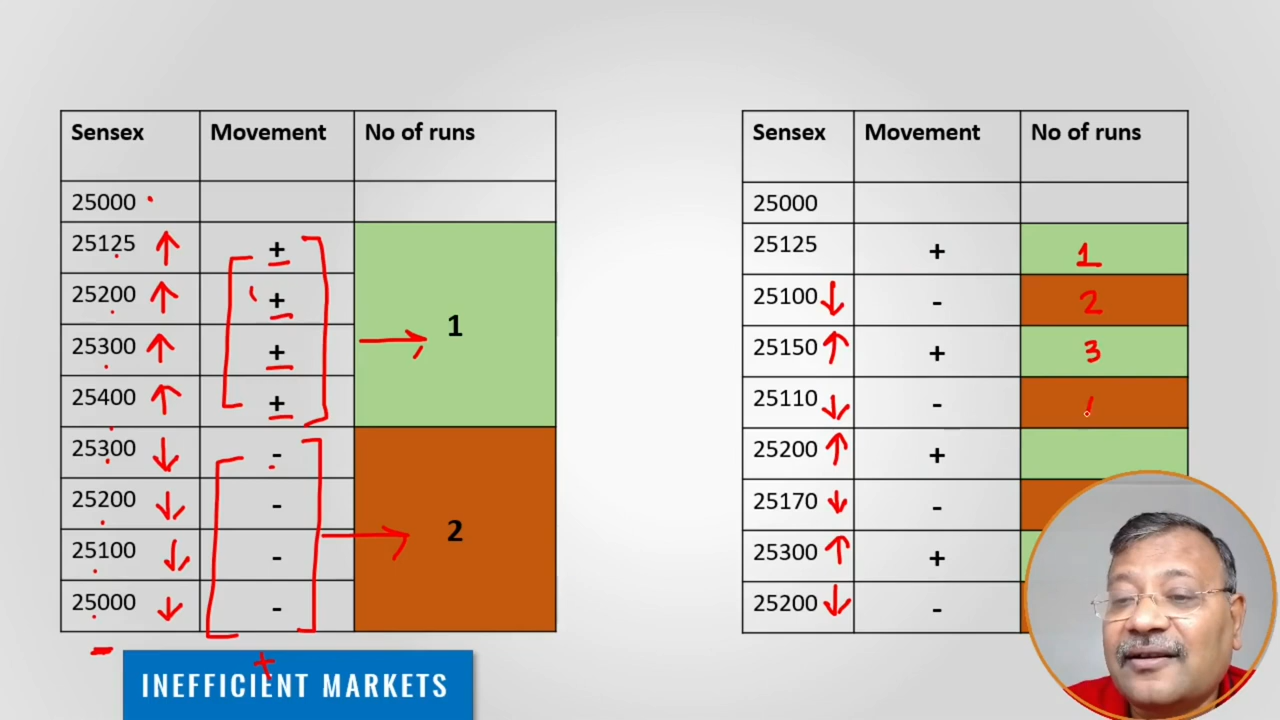 Sensex Movement No of runs
25000
25125 ↑ +
25200 ↑ +
25300 ↑ +
25400 ↑ +
1
25300 ↓ -
25200 ↓ -
25100 ↓ -
25000 ↓ -
2
+
INEFFICIENT MARKETS
Sensex Movement No of runs
25000
25125 + 1
25100 ↓ - 2
25150 ↑ + 3
25110 ↓ -
25200 ↑ +
25170 ↓ -
25300 ↑ +
25200 ↓ -